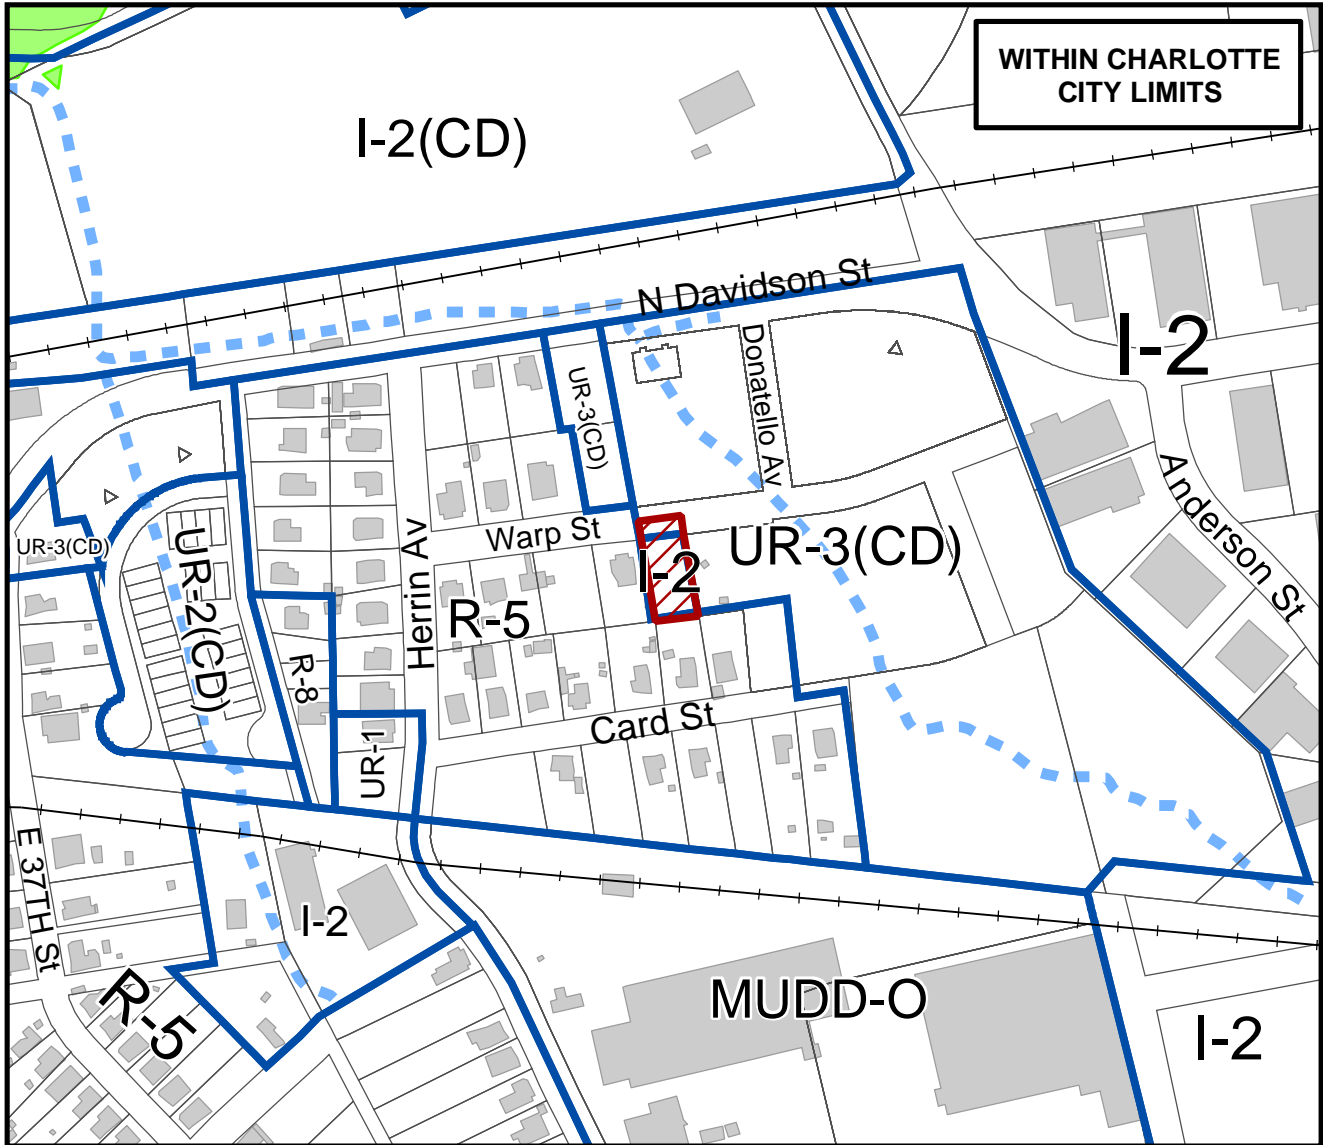 WITHIN CHARLOTTE
CITY LIMITS
I-2(CD)
N Davidson St
I-2
Donatello Av
UR-3(CD)
Anderson St
Warp St
UR-3(CD)
UR-3(CD)
UR-2(CD)
I-2
Herrin Av
R-5
R-8
Card St
UR-1
E 37TH St
I-2
R-5
MUDD-O
I-2